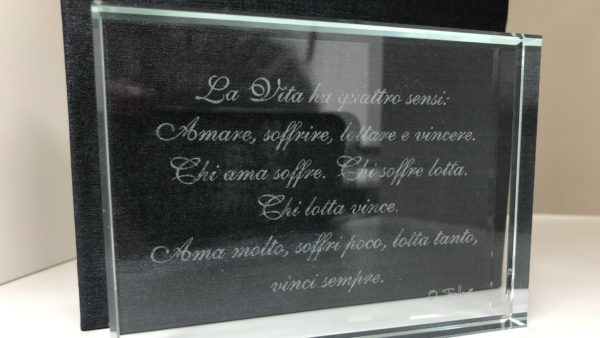 La Vita ha quattro sensi:
Amare, soffrire, lottare e vincere.
Chi ama soffre. Chi soffre lotta.
Chi lotta vince.
Ama molto, soffri poco, lotta tanto,
vinci sempre.